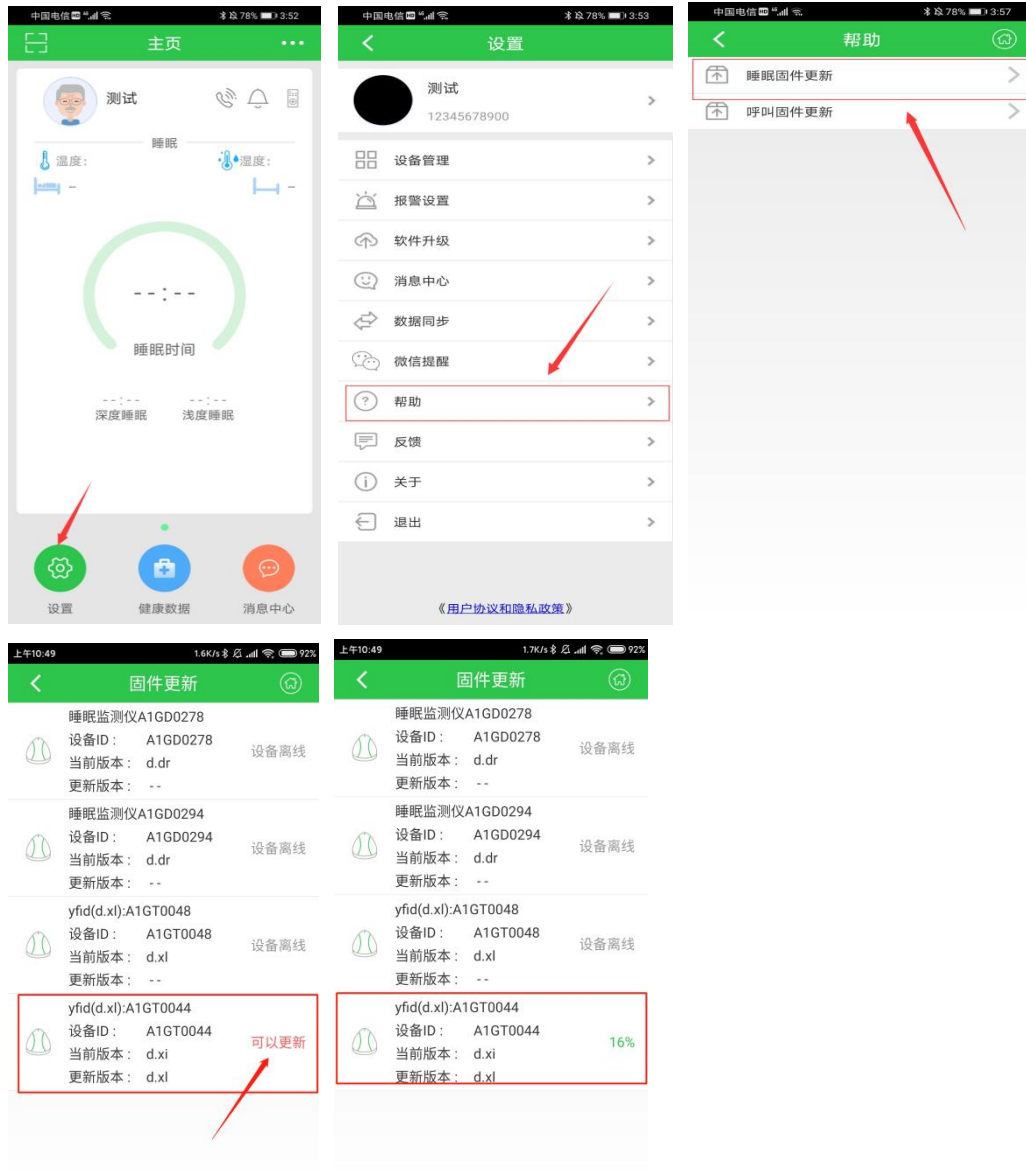 中国电信 HD 46 78% 3:52
主页
测试
睡眠
温度: 湿度:
- -
--:--
睡眠时间
--:-- --:--
深度睡眠 浅度睡眠
设置 健康数据 消息中心
中国电信 HD 46 78% 3:53
设置
测试
12345678900
设备管理
报警设置
软件升级
消息中心
数据同步
微信提醒
帮助
反馈
关于
退出
《用户协议和隐私政策》
中国电信 HD 46 78% 3:57
帮助
睡眠固件更新
呼叫固件更新
上午10:49 1.6K/s 92%
固件更新
睡眠监测仪A1GD0278
设备ID: A1GD0278
设备离线
当前版本: d.dr
更新版本: --
睡眠监测仪A1GD0294
设备ID: A1GD0294
设备离线
当前版本: d.dr
更新版本: --
yfid(d.xl):A1GT0048
设备ID: A1GT0048
设备离线
当前版本: d.xl
更新版本: --
yfid(d.xl):A1GT0044
设备ID: A1GT0044
可以更新
当前版本: d.xi
更新版本: d.xl
上午10:49 1.7K/s 92%
固件更新
睡眠监测仪A1GD0278
设备ID: A1GD0278
设备离线
当前版本: d.dr
更新版本: --
睡眠监测仪A1GD0294
设备ID: A1GD0294
设备离线
当前版本: d.dr
更新版本: --
yfid(d.xl):A1GT0048
设备ID: A1GT0048
设备离线
当前版本: d.xl
更新版本: --
yfid(d.xl):A1GT0044
设备ID: A1GT0044
16%
当前版本: d.xi
更新版本: d.xl